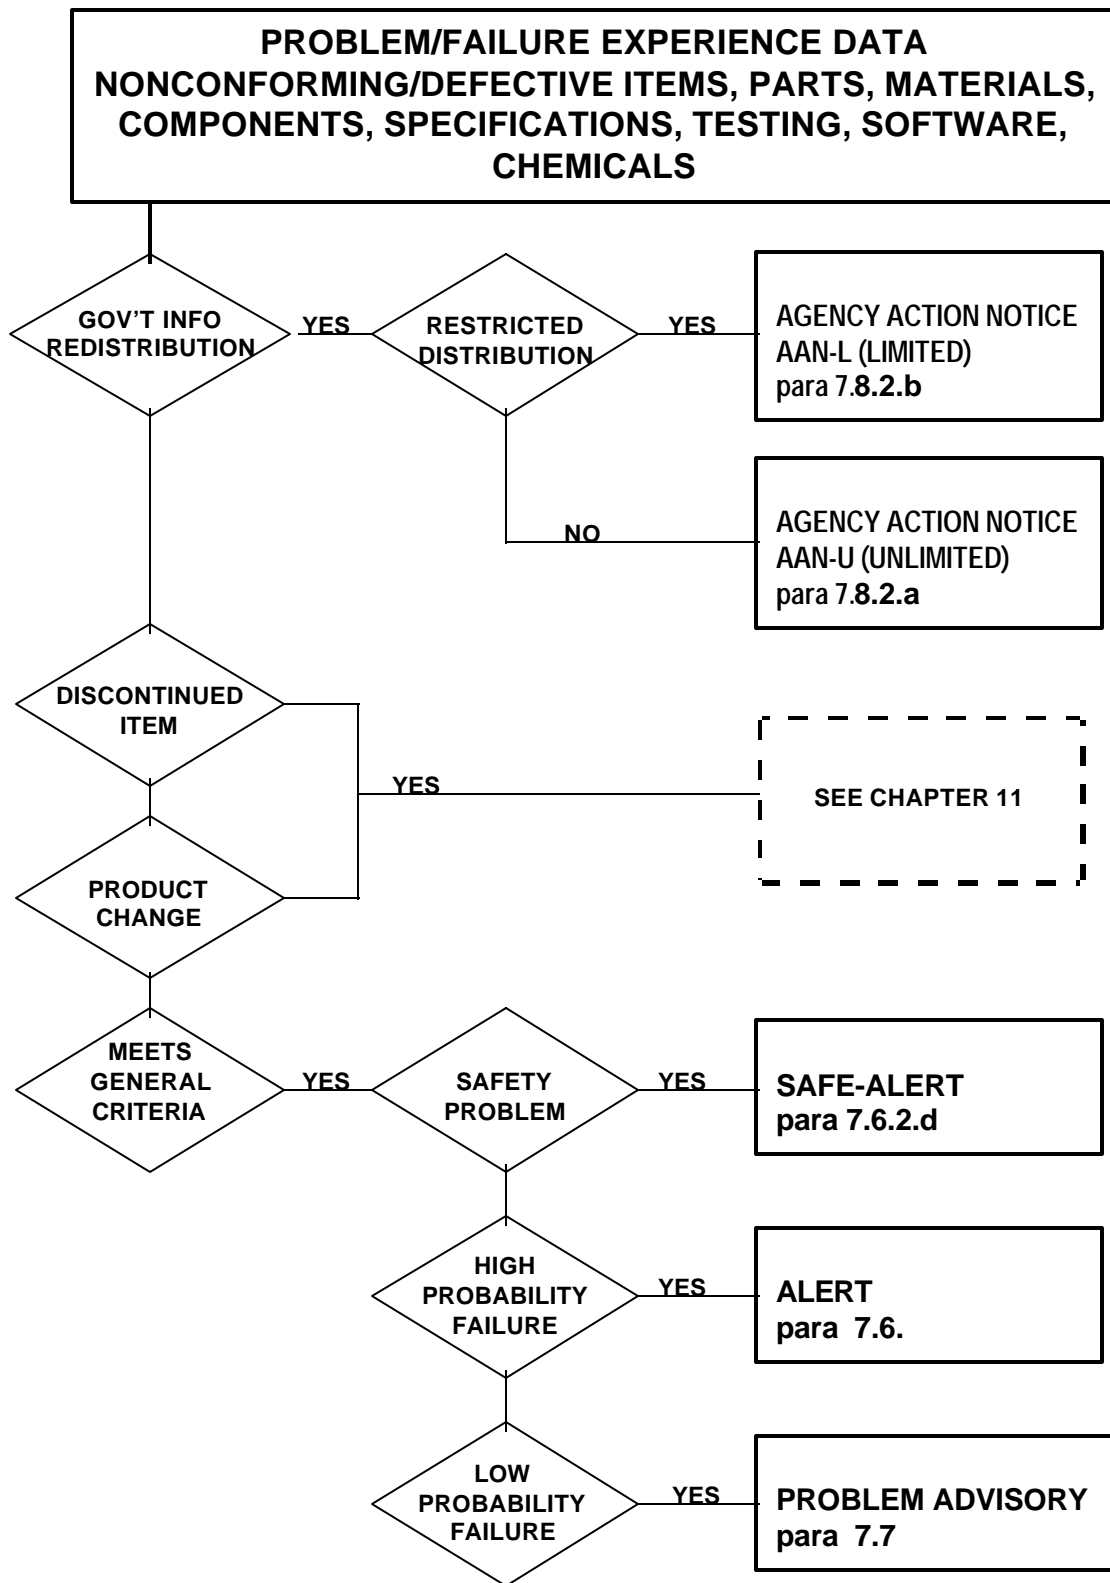 PROBLEM/FAILURE EXPERIENCE DATA
NONCONFORMING/DEFECTIVE ITEMS, PARTS, MATERIALS,
COMPONENTS, SPECIFICATIONS, TESTING, SOFTWARE,
CHEMICALS
GOV'T INFO
REDISTRIBUTION
YES
RESTRICTED
DISTRIBUTION
YES
AGENCY ACTION NOTICE
AAN-L (LIMITED)
para 7.8.2.b
NO
AGENCY ACTION NOTICE
AAN-U (UNLIMITED)
para 7.8.2.a
DISCONTINUED
ITEM
YES
SEE CHAPTER 11
PRODUCT
CHANGE
MEETS
GENERAL
CRITERIA
YES
SAFETY
PROBLEM
YES
SAFE-ALERT
para 7.6.2.d
HIGH
PROBABILITY
FAILURE
YES
ALERT
para 7.6.
LOW
PROBABILITY
FAILURE
YES
PROBLEM ADVISORY
para 7.7